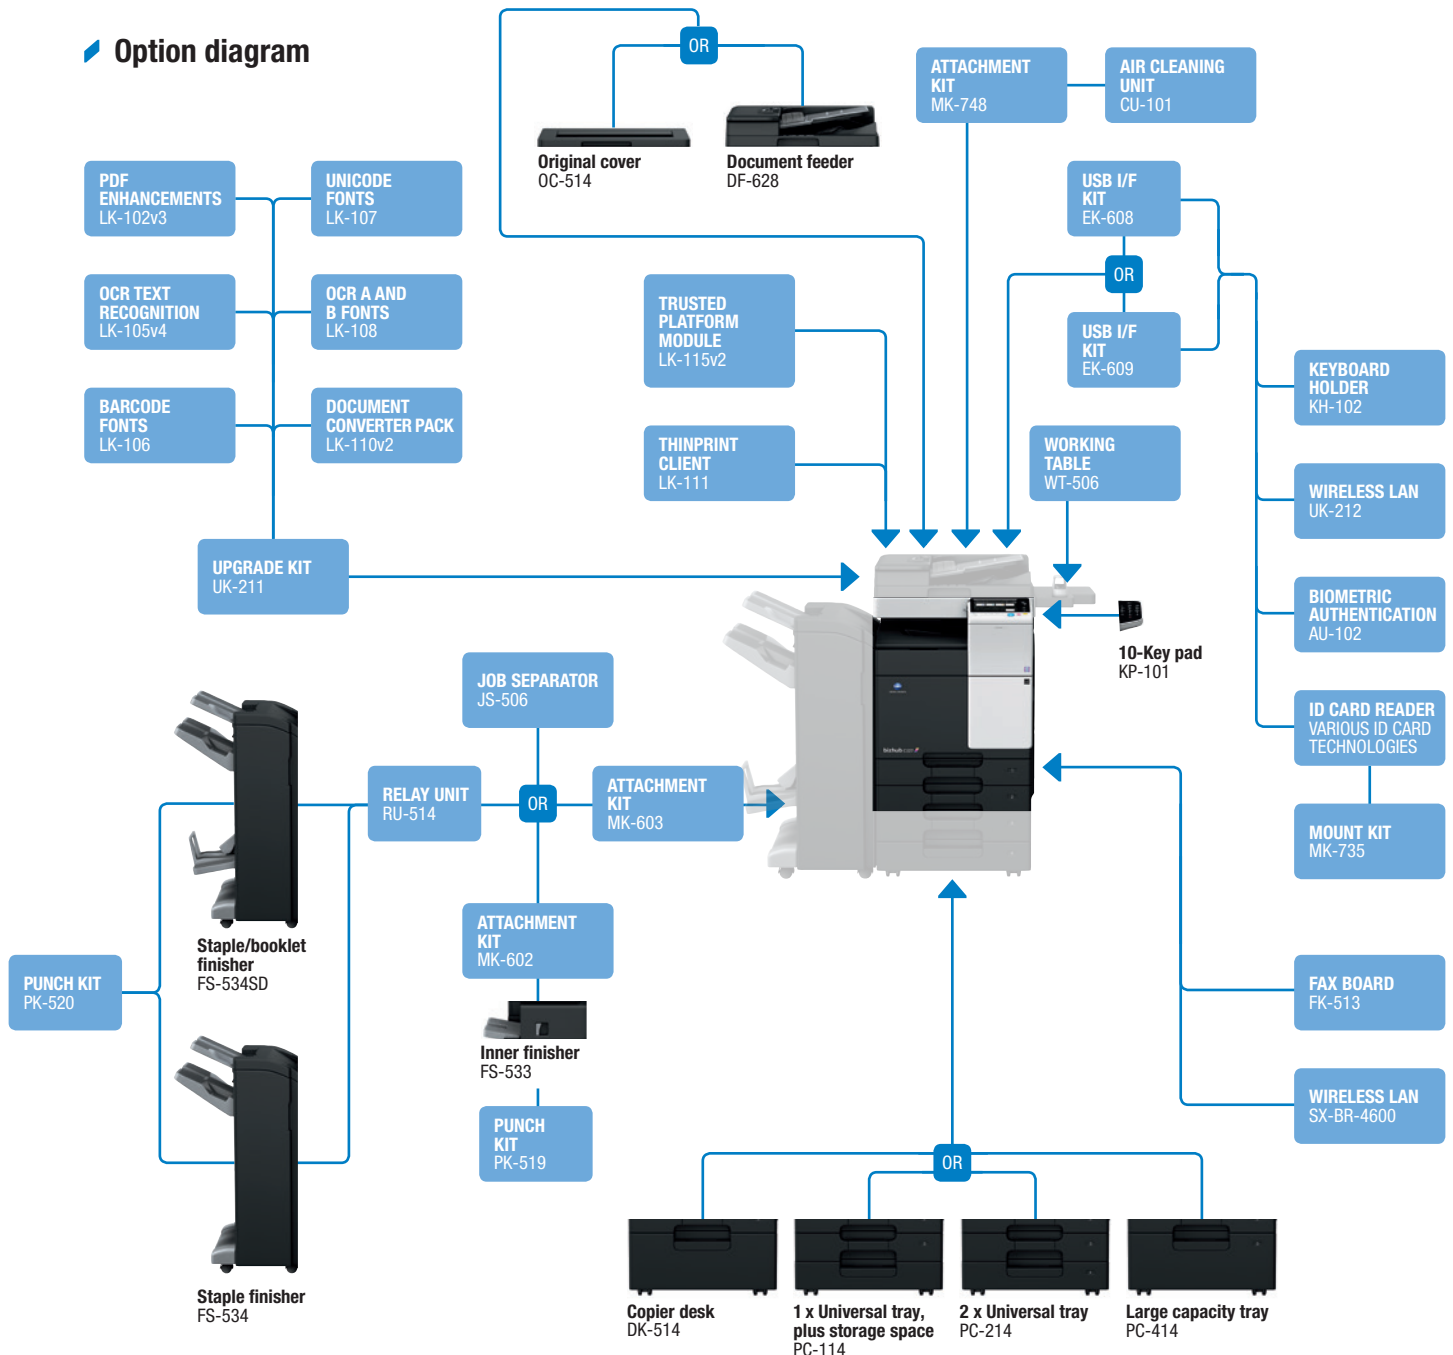 Option diagram
OR
ATTACHMENT
KIT
MK-748
AIR CLEANING
UNIT
CU-101
Original cover
OC-514
Document feeder
DF-628
PDF
ENHANCEMENTS
LK-102v3
UNICODE
FONTS
LK-107
USB I/F
KIT
EK-608
OCR TEXT
RECOGNITION
LK-105v4
OCR A AND
B FONTS
LK-108
TRUSTED
PLATFORM
MODULE
LK-115v2
OR
USB I/F
KIT
EK-609
KEYBOARD
HOLDER
KH-102
BARCODE
FONTS
LK-106
DOCUMENT
CONVERTER PACK
LK-110v2
THINPRINT
CLIENT
LK-111
WORKING
TABLE
WT-506
WIRELESS LAN
UK-212
UPGRADE KIT
UK-211
BIOMETRIC
AUTHENTICATION
AU-102
10-Key pad
KP-101
JOB SEPARATOR
JS-506
ID CARD READER
VARIOUS ID CARD
TECHNOLOGIES
bizhub
RELAY UNIT
RU-514
OR
ATTACHMENT
KIT
MK-603
MOUNT KIT
MK-735
ATTACHMENT
KIT
MK-602
Staple/booklet
finisher
FS-534SD
PUNCH KIT
PK-520
FAX BOARD
FK-513
Inner finisher
FS-533
WIRELESS LAN
SX-BR-4600
PUNCH
KIT
PK-519
OR
Staple finisher
FS-534
Copier desk
DK-514
1 x Universal tray,
plus storage space
PC-114
2 x Universal tray
PC-214
Large capacity tray
PC-414